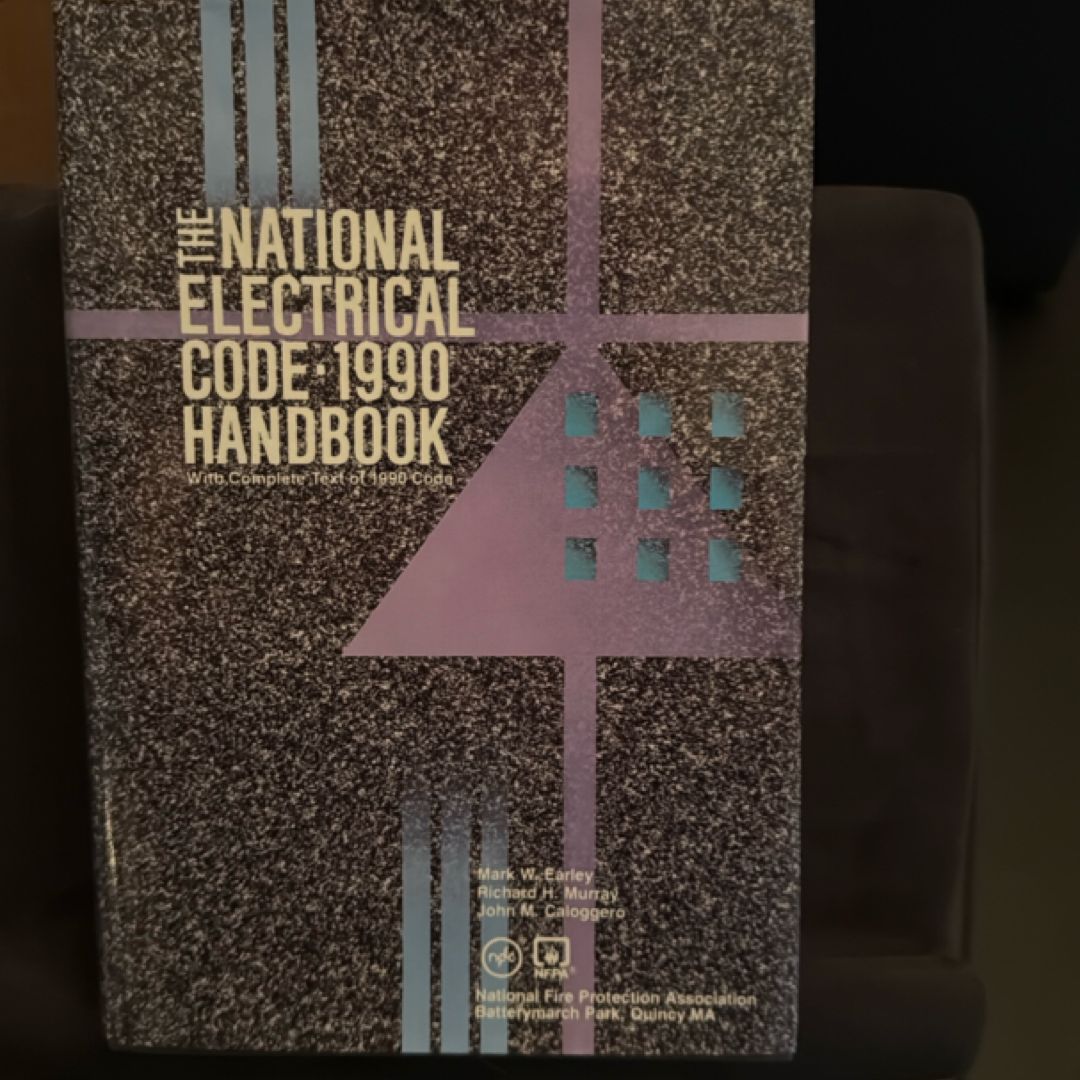 THE NATIONAL
ELECTRICAL
CODE·1990
HANDBOOK
With Complete Text of 1990 Code
Mark W. Earley
Richard H. Murray
John M. Caloggero
NFPA®
National Fire Protection Association
Batterymarch Park, Quincy MA